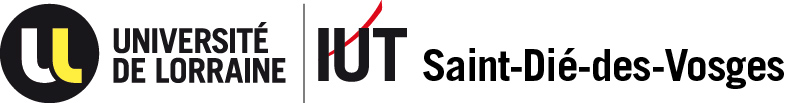 UNIVERSITÉ
DE LORRAINE
IUT Saint-Dié-des-Vosges